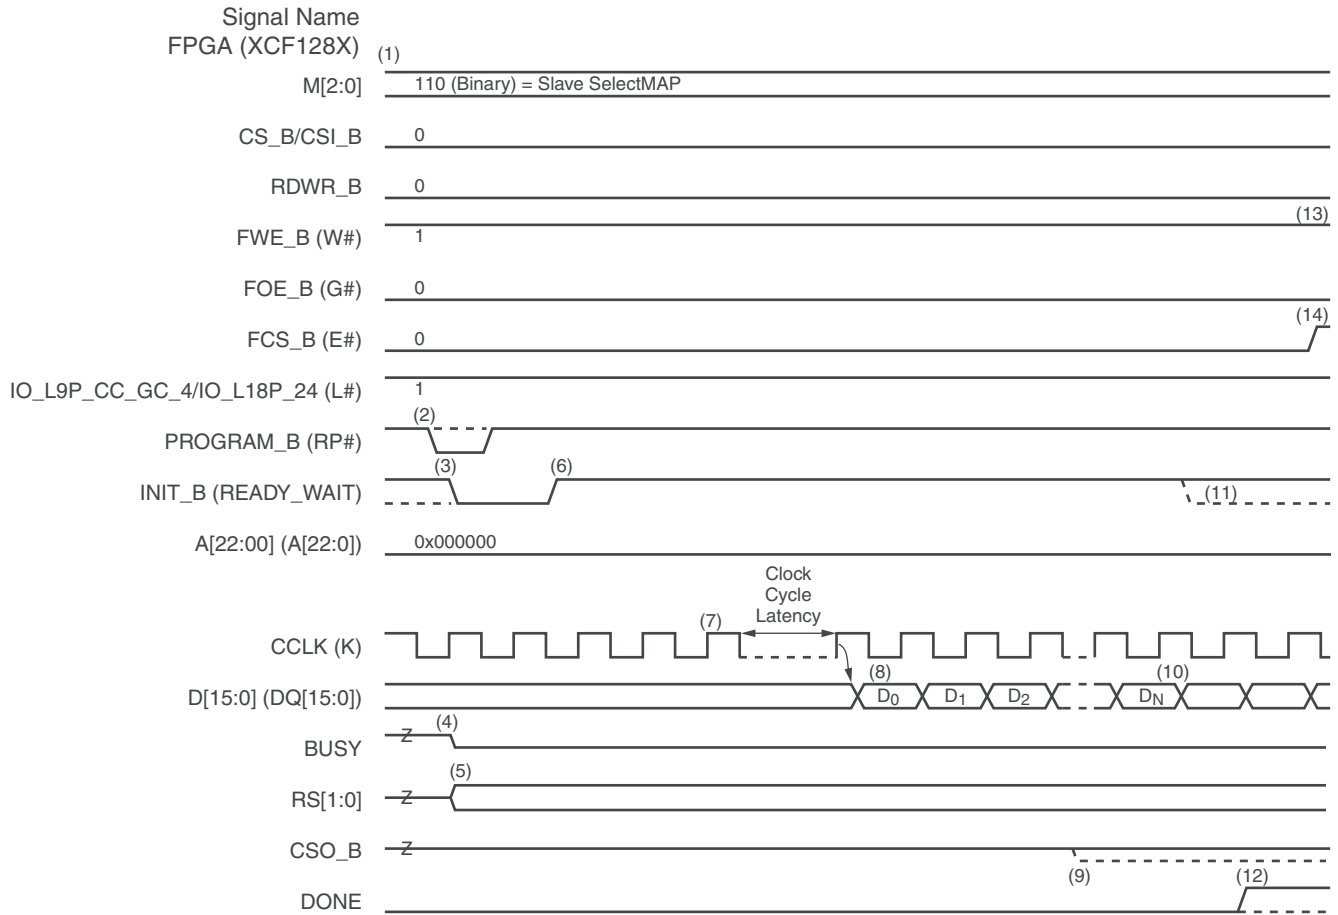 Signal Name
FPGA (XCF128X)
(1)
M[2:0]
110 (Binary) = Slave SelectMAP
CS_B/CSI_B
0
RDWR_B
0
(13)
FWE_B (W#)
1
FOE_B (G#)
0
(14)
FCS_B (E#)
0
IO_L9P_CC_GC_4/IO_L18P_24 (L#)
1
(2)
PROGRAM_B (RP#)
(3)
(6)
INIT_B (READY_WAIT)
(11)
A[22:00] (A[22:0])
0x000000
Clock
Cycle
Latency
(7)
CCLK (K)
(8)
(10)
D[15:0] (DQ[15:0])
D0
D1
D2
DN
(4)
BUSY
Z
(5)
RS[1:0]
Z
CSO_B
Z
(9)
(12)
DONE